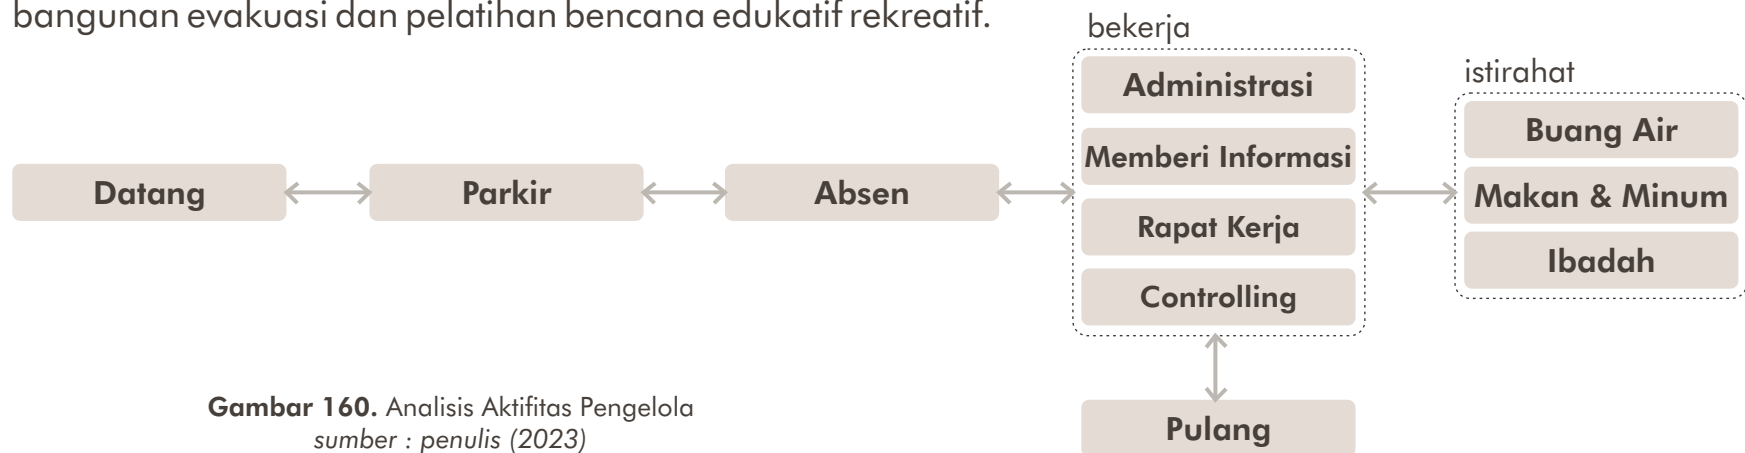 bangunan evakuasi dan pelatihan bencana edukatif rekreatif.
Datang
Parkir
Absen
bekerja
Administrasi
Memberi Informasi
Rapat Kerja
Controlling
istirahat
Buang Air
Makan & Minum
Ibadah
Pulang
Gambar 160. Analisis Aktifitas Pengelola
sumber : penulis (2023)